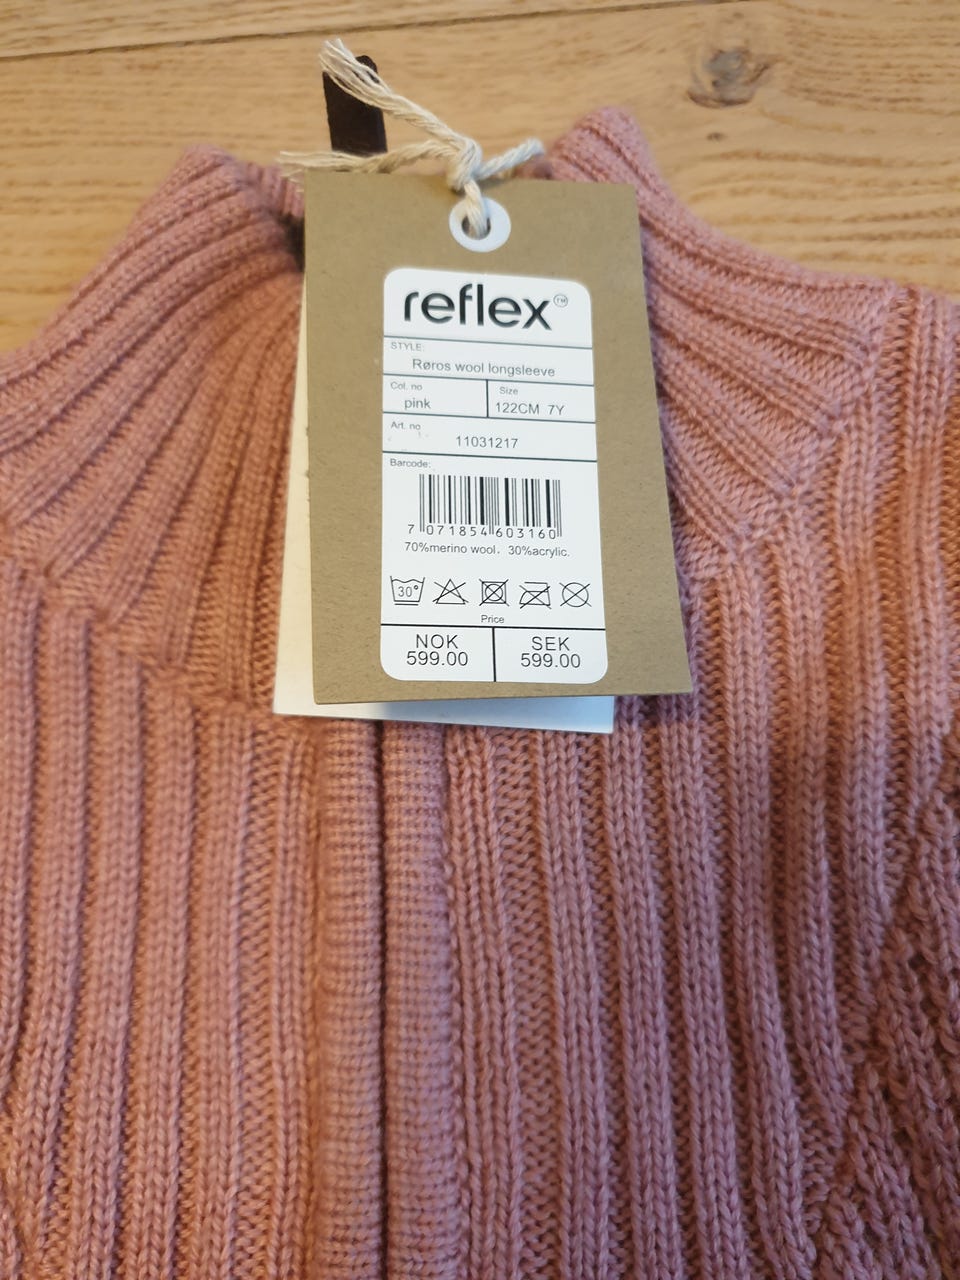 reflex™
STYLE:
Røros wool longsleeve
Col. no
Size
pink
122CM 7Y
Art. no
11031217
Barcode:
7 071854 603160
70%merino wool, 30%acrylic.
30°
Price
NOK
599.00
SEK
599.00